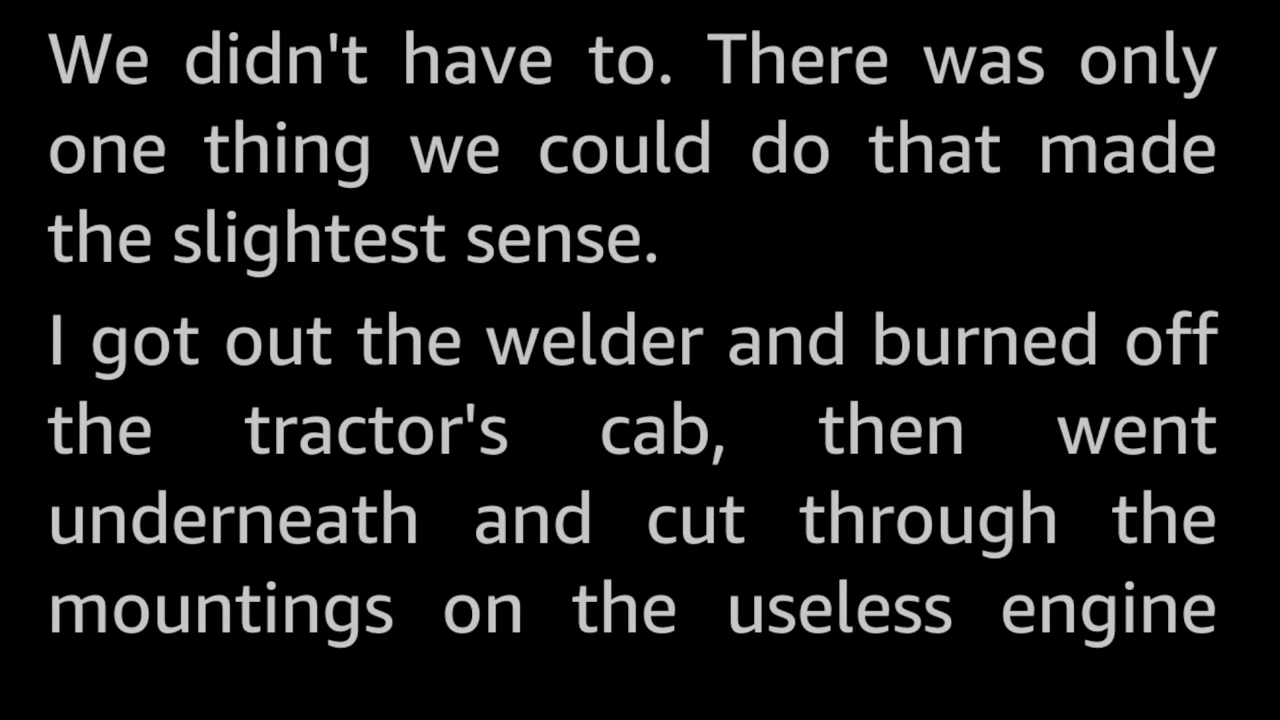 We didn't have to. There was only
one thing we could do that made
the slightest sense.
I got out the welder and burned off
the tractor's cab, then went
underneath and cut through the
mountings on the useless engine